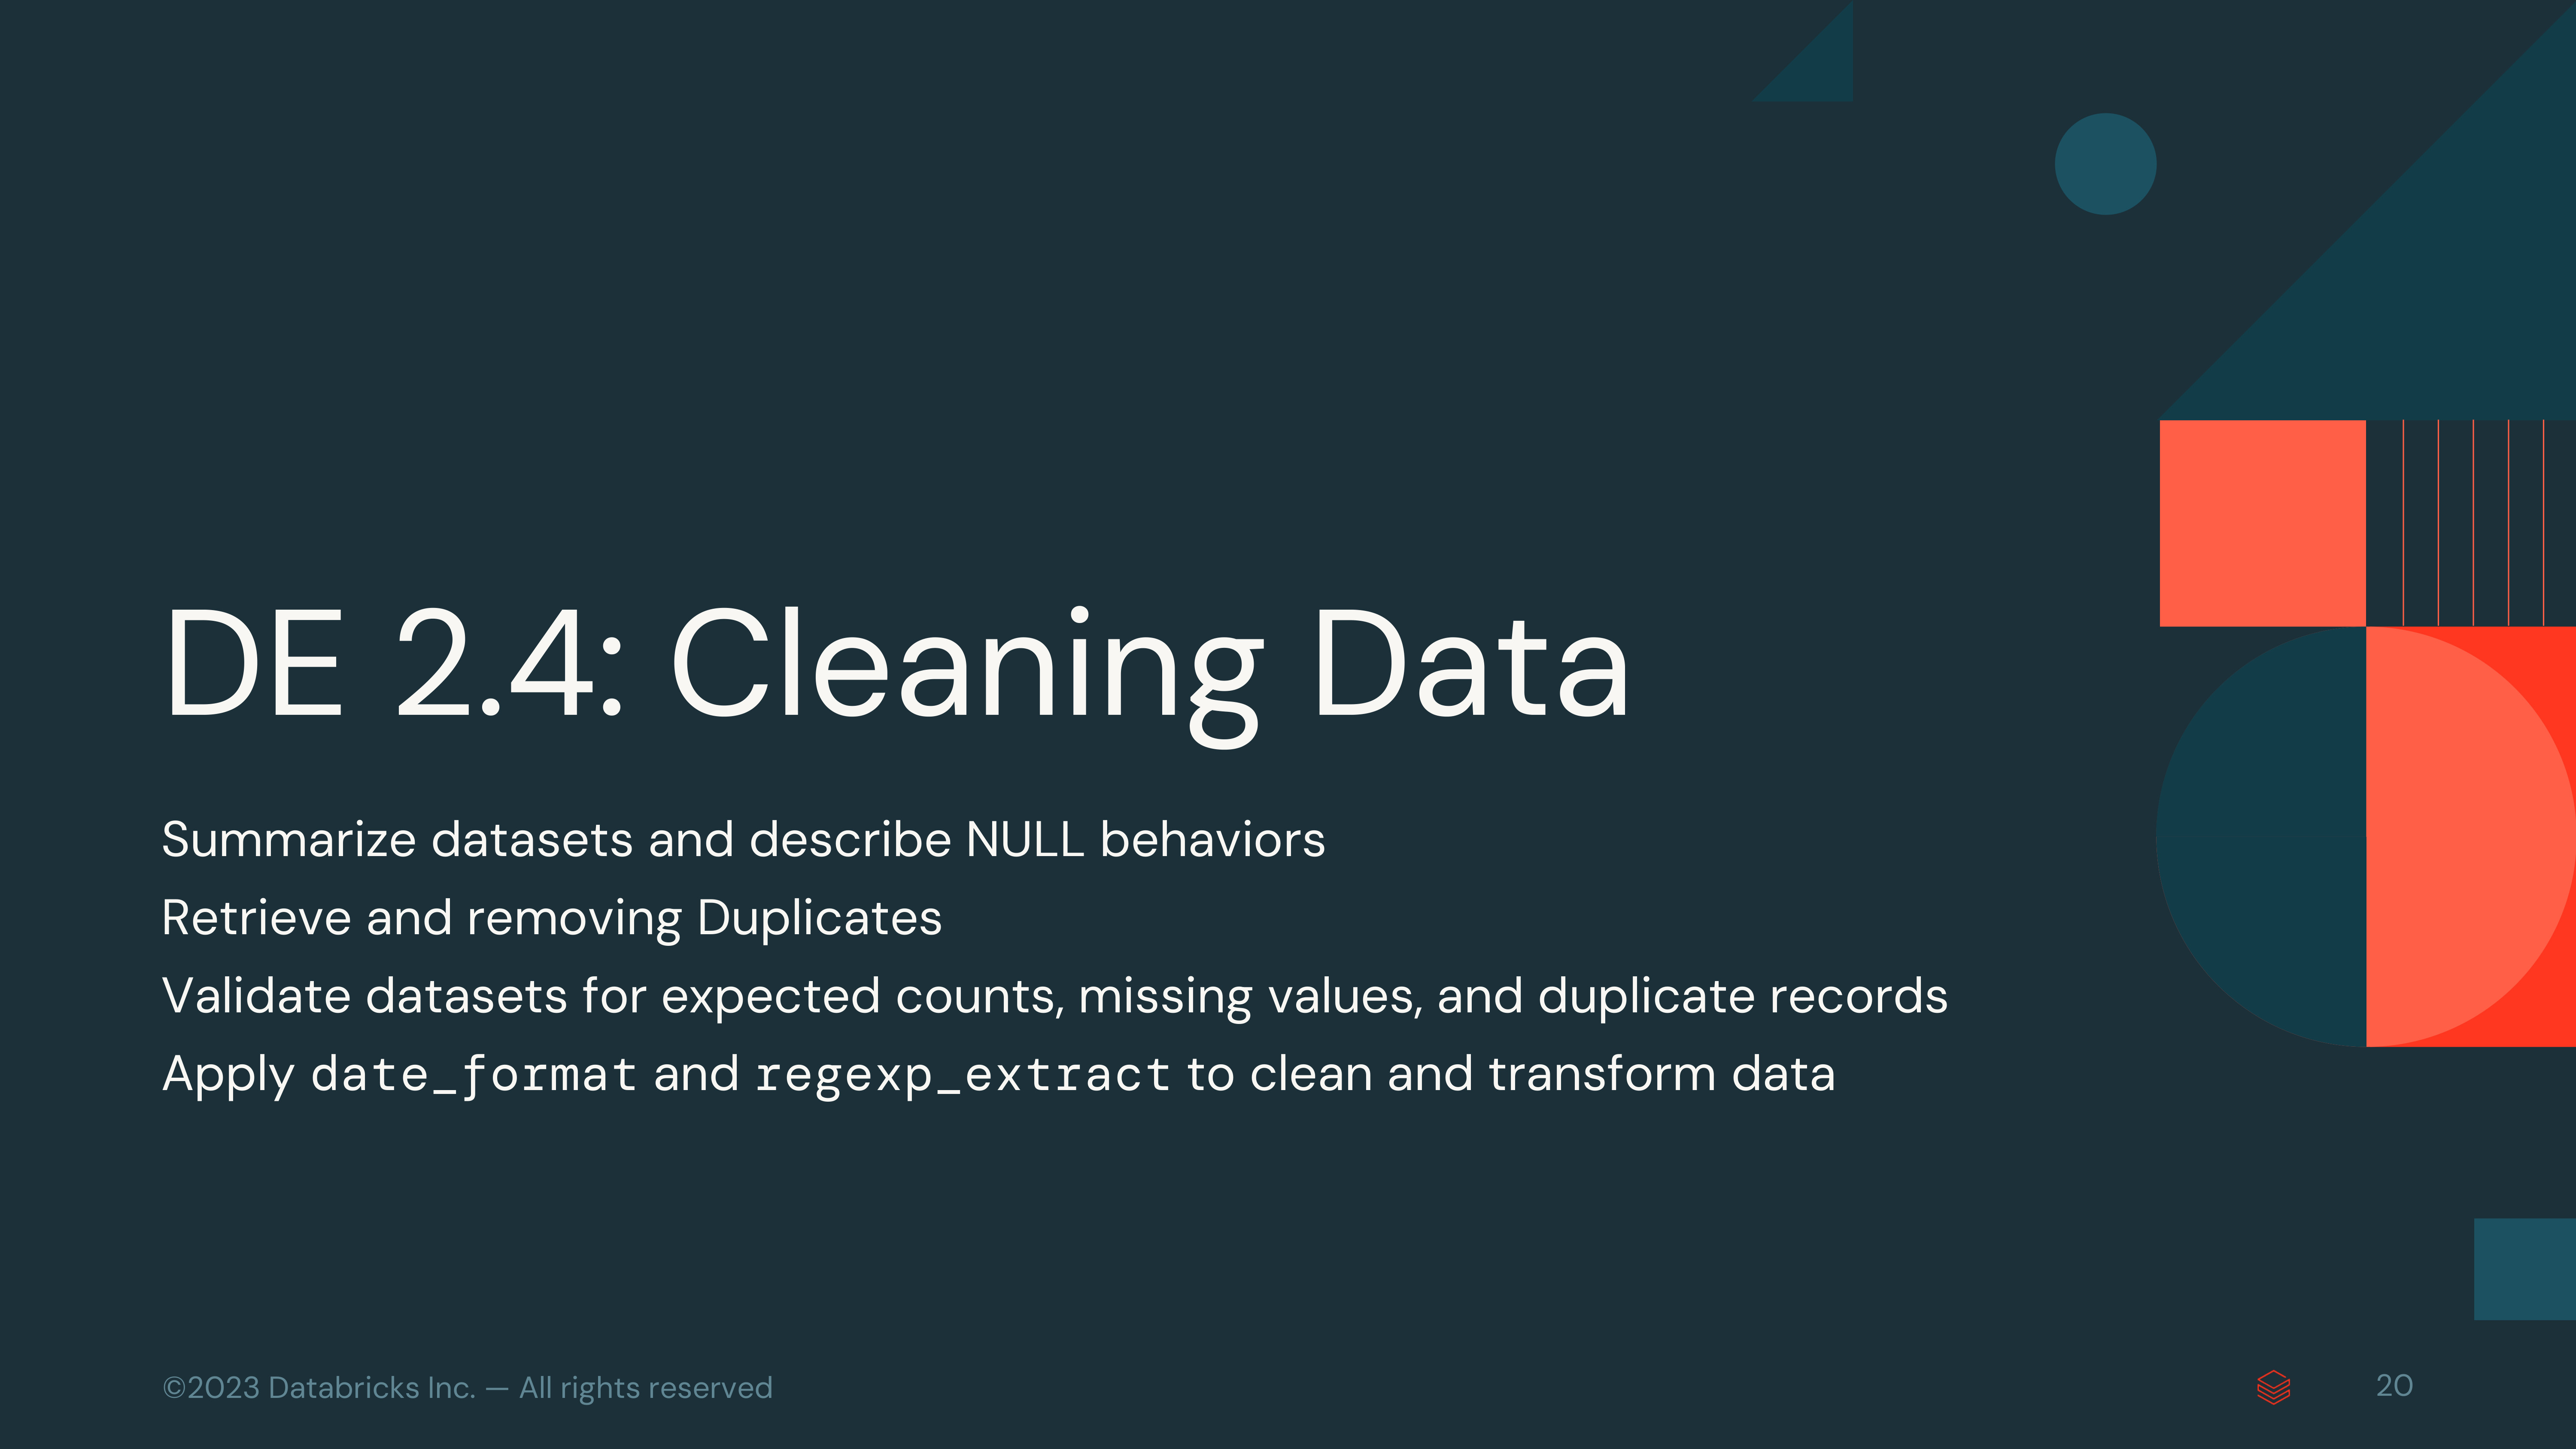 DE 2.4: Cleaning Data
Summarize datasets and describe NULL behaviors
Retrieve and removing Duplicates
Validate datasets for expected counts, missing values, and duplicate records
Apply date_format and regexp_extract to clean and transform data
©2023 Databricks Inc. — All rights reserved
20